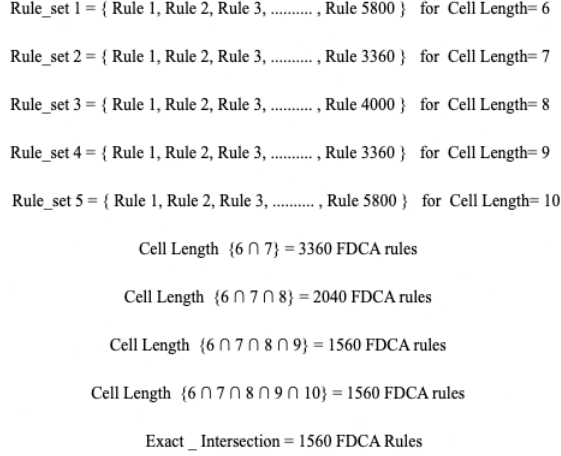 Rule_set 1 = { Rule 1, Rule 2, Rule 3, .......... , Rule 5800 } for Cell Length= 6
Rule_set 2 = { Rule 1, Rule 2, Rule 3, .......... , Rule 3360 } for Cell Length= 7
Rule_set 3 = { Rule 1, Rule 2, Rule 3, .......... , Rule 4000 } for Cell Length= 8
Rule_set 4 = { Rule 1, Rule 2, Rule 3, .......... , Rule 3360 } for Cell Length= 9
Rule_set 5 = { Rule 1, Rule 2, Rule 3, .......... , Rule 5800 } for Cell Length= 10
Cell Length {6 ∩ 7} = 3360 FDCA rules
Cell Length {6 ∩ 7 ∩ 8} = 2040 FDCA rules
Cell Length {6 ∩ 7 ∩ 8 ∩ 9} = 1560 FDCA rules
Cell Length {6 ∩ 7 ∩ 8 ∩ 9 ∩ 10} = 1560 FDCA rules
Exact _ Intersection = 1560 FDCA Rules